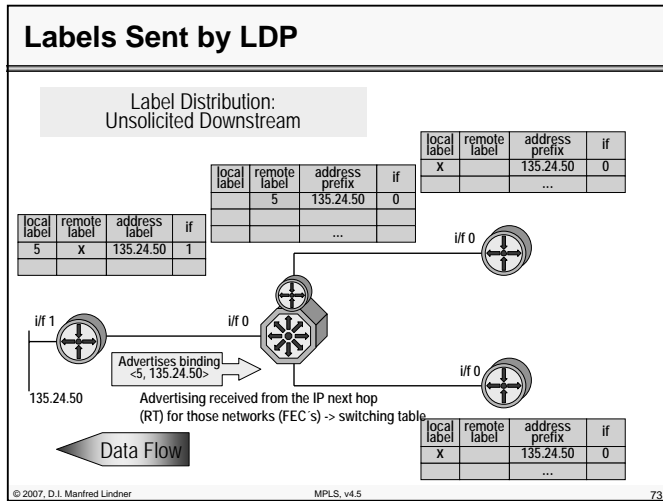 Labels Sent by LDP
Label Distribution:
Unsolicited Downstream
local label remote label address prefix if
X 135.24.50 0
...
local label remote label address prefix if
5 135.24.50 0
...
local label remote label address label if
5 X 135.24.50 1
i/f 0
i/f 1
i/f 0
Advertises binding
<5, 135.24.50>
i/f 0
135.24.50
Advertising received from the IP next hop
(RT) for those networks (FEC´s) -> switching table
local label remote label address prefix if
X 135.24.50 0
...
Data Flow
© 2007, D.I. Manfred Lindner
MPLS, v4.5
73